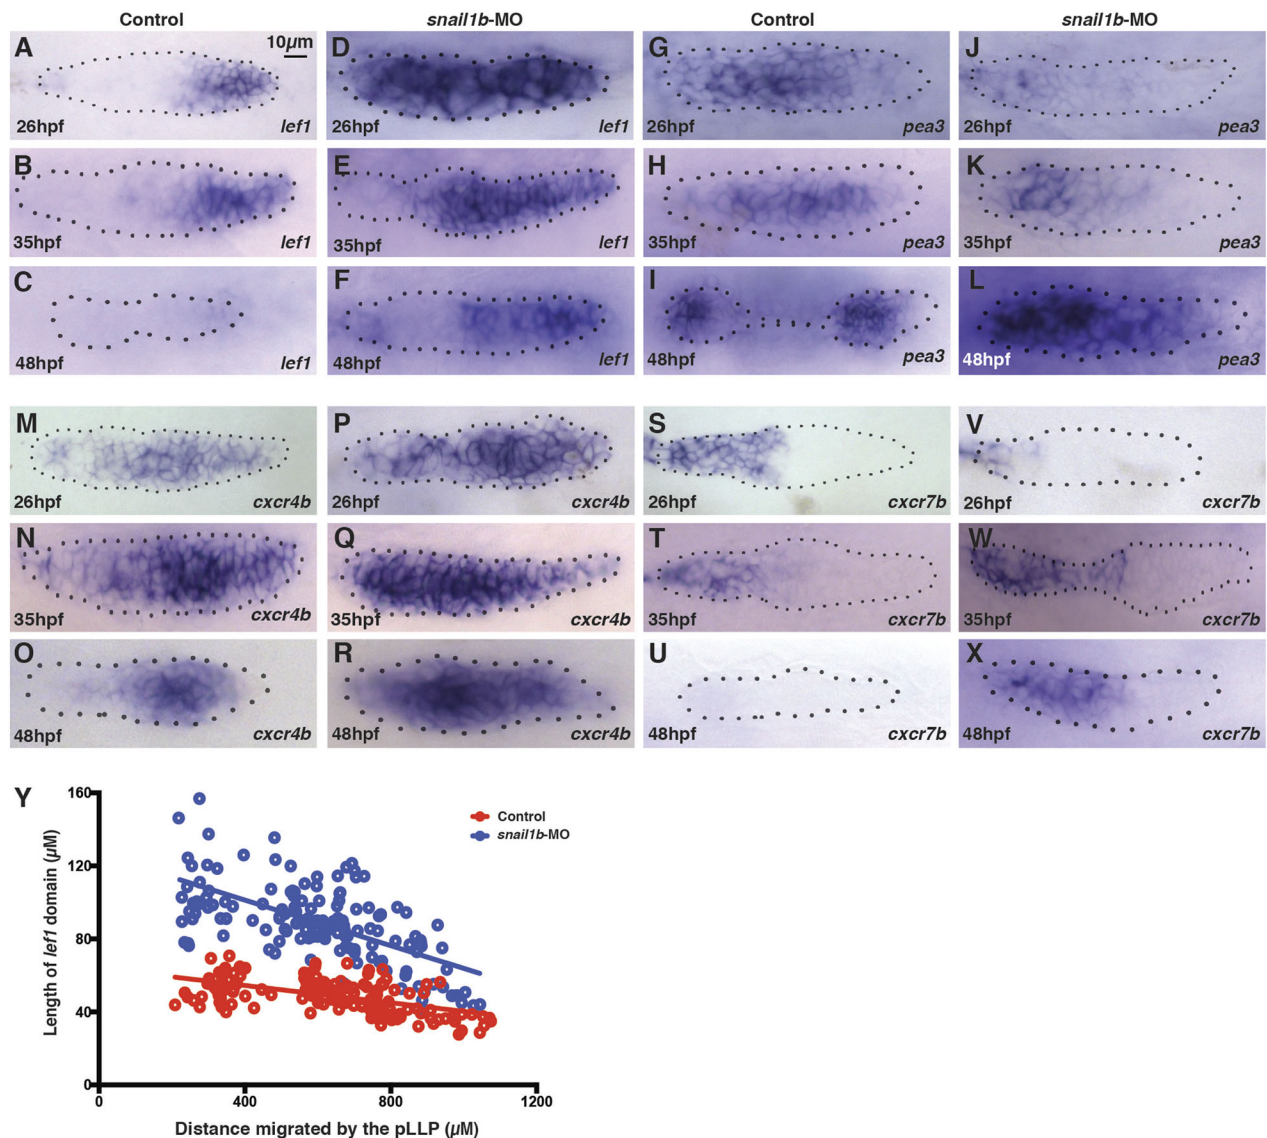 Control
snail1b-MO
Control
snail1b-MO
A
10µm
26hpf
lef1
D
26hpf
lef1
G
26hpf
pea3
J
26hpf
pea3
B
35hpf
lef1
E
35hpf
lef1
H
35hpf
pea3
K
35hpf
pea3
C
48hpf
lef1
F
48hpf
lef1
I
48hpf
pea3
L
48hpf
pea3
M
26hpf
cxcr4b
P
26hpf
cxcr4b
S
26hpf
cxcr7b
V
26hpf
cxcr7b
N
35hpf
cxcr4b
Q
35hpf
cxcr4b
T
35hpf
cxcr7b
W
35hpf
cxcr7b
O
48hpf
cxcr4b
R
48hpf
cxcr4b
U
48hpf
cxcr7b
X
48hpf
cxcr7b
Y
Length of lef1 domain (µM)
160
120
80
40
0
Control
snail1b-MO
0
400
800
1200
Distance migrated by the pLLP (µM)